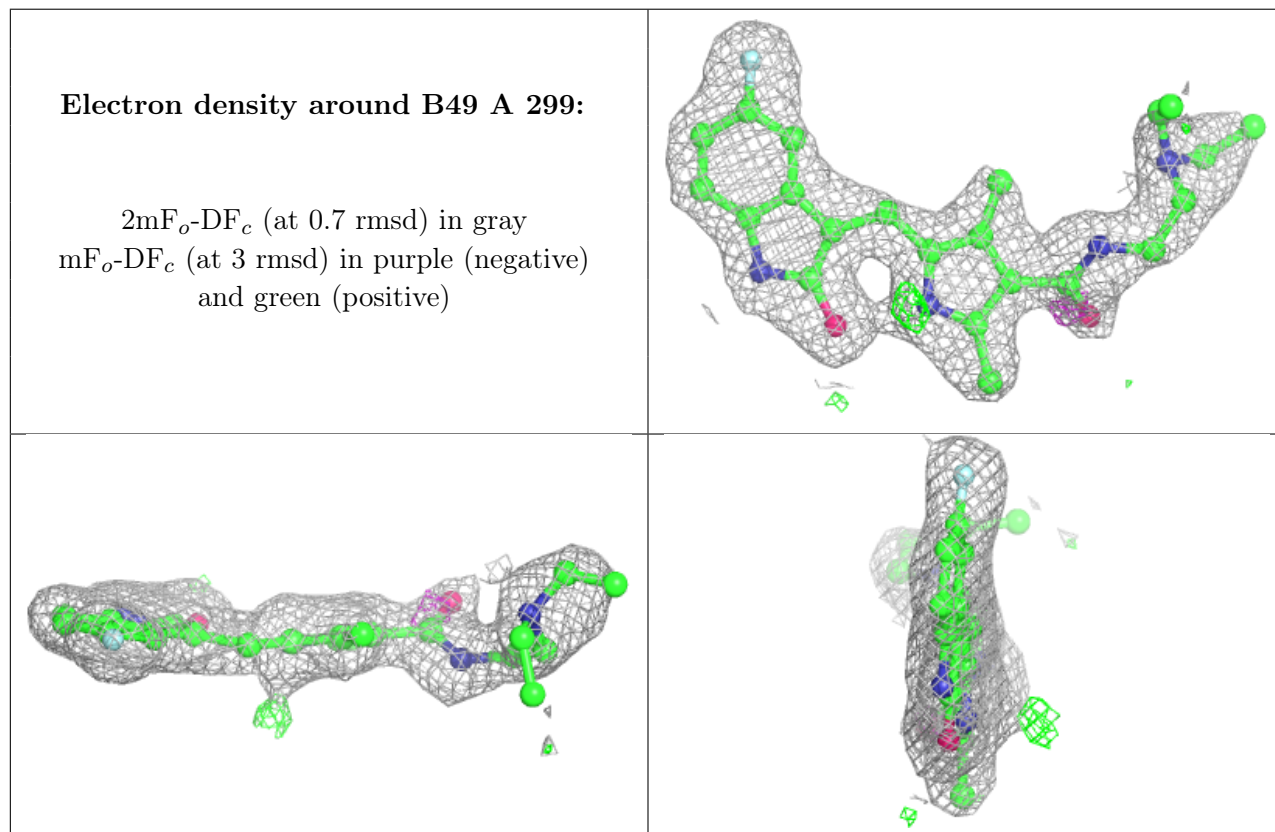 Electron density around B49 A 299:
2mFo-DFc (at 0.7 rmsd) in gray
mFo-DFc (at 3 rmsd) in purple (negative)
and green (positive)